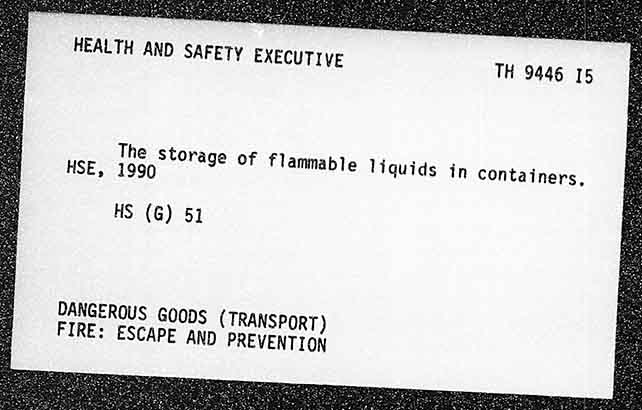 HEALTH AND SAFETY EXECUTIVE
TH 9446 I5
The storage of flammable liquids in containers.
HSE, 1990
HS (G) 51
DANGEROUS GOODS (TRANSPORT)
FIRE: ESCAPE AND PREVENTION